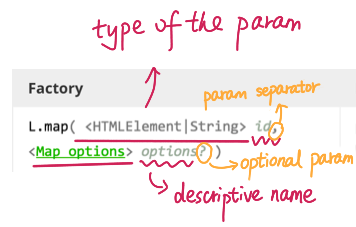 type of the param
Factory
param separator
L.map( <HTMLElement|String> id,
<Map options> options? )
optional param
descriptive name